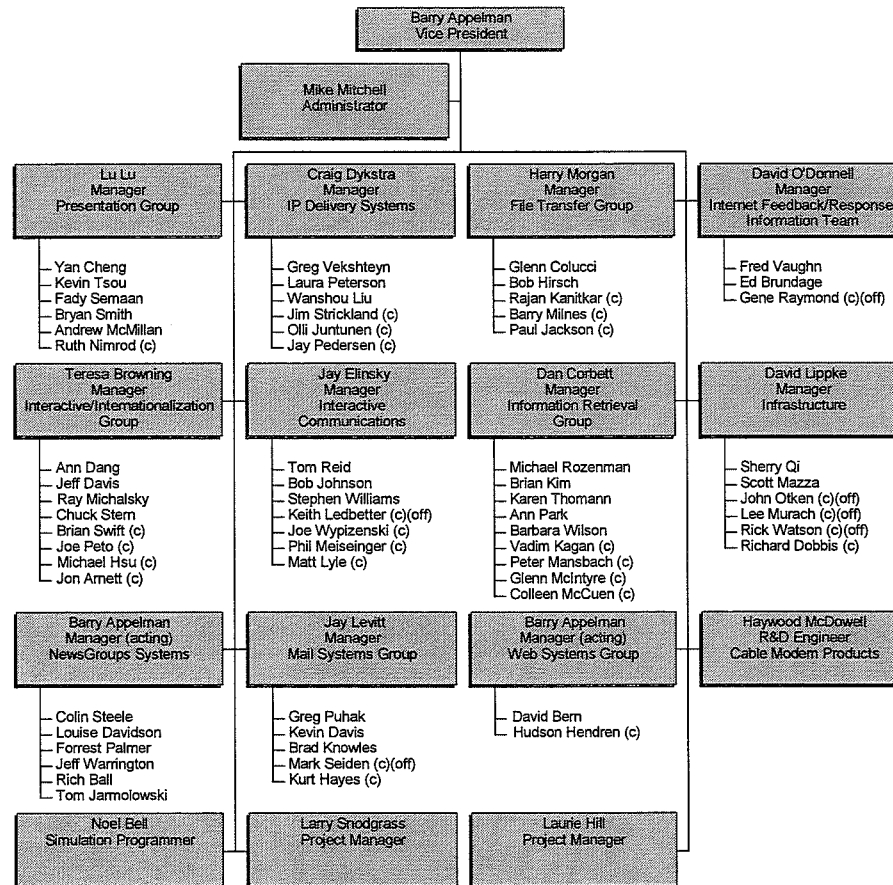 Barry Appelman
Vice President
Mike Mitchell
Administrator
Lu Lu
Manager
Presentation Group
Yan Cheng
Kevin Tsou
Fady Semaan
Bryan Smith
Andrew McMillan
Ruth Nimrod (c)
Craig Dykstra
Manager
IP Delivery Systems
Greg Vekshteyn
Laura Peterson
Wanshou Liu
Jim Strickland (c)
Olli Juntunen (c)
Jay Pedersen (c)
Harry Morgan
Manager
File Transfer Group
Glenn Colucci
Bob Hirsch
Rajan Kanitkar (c)
Barry Milnes (c)
Paul Jackson (c)
David O'Donnell
Manager
Internet Feedback/Response
Information Team
Fred Vaughn
Ed Brundage
Gene Raymond (c)(off)
Teresa Browning
Manager
Interactive/Internationalization
Group
Ann Dang
Jeff Davis
Ray Michalsky
Chuck Stern
Brian Swift (c)
Joe Peto (c)
Michael Hsu (c)
Jon Arnett (c)
Jay Elinsky
Manager
Interactive
Communications
Tom Reid
Bob Johnson
Stephen Williams
Keith Ledbetter (c)(off)
Joe Wypizenski (c)
Phil Meiseinger (c)
Matt Lyle (c)
Dan Corbett
Manager
Information Retrieval
Group
Michael Rozenman
Brian Kim
Karen Thomann
Ann Park
Barbara Wilson
Vadim Kagan (c)
Peter Mansbach (c)
Glenn McIntyre (c)
Colleen McCuen (c)
David Lippke
Manager
Infrastructure
Sherry Qi
Scott Mazza
John Otken (c)(off)
Lee Murach (c)(off)
Rick Watson (c)(off)
Richard Dobbis (c)
Barry Appelman
Manager (acting)
NewsGroups Systems
Colin Steele
Louise Davidson
Forrest Palmer
Jeff Warrington
Rich Ball
Tom Jarmolowski
Jay Levitt
Manager
Mail Systems Group
Greg Puhak
Kevin Davis
Brad Knowles
Mark Seiden (c)(off)
Kurt Hayes (c)
Barry Appelman
Manager (acting)
Web Systems Group
David Bern
Hudson Hendren (c)
Haywood McDowell
R&D Engineer
Cable Modem Products
Noel Bell
Simulation Programmer
Larry Snodgrass
Project Manager
Laurie Hill
Project Manager